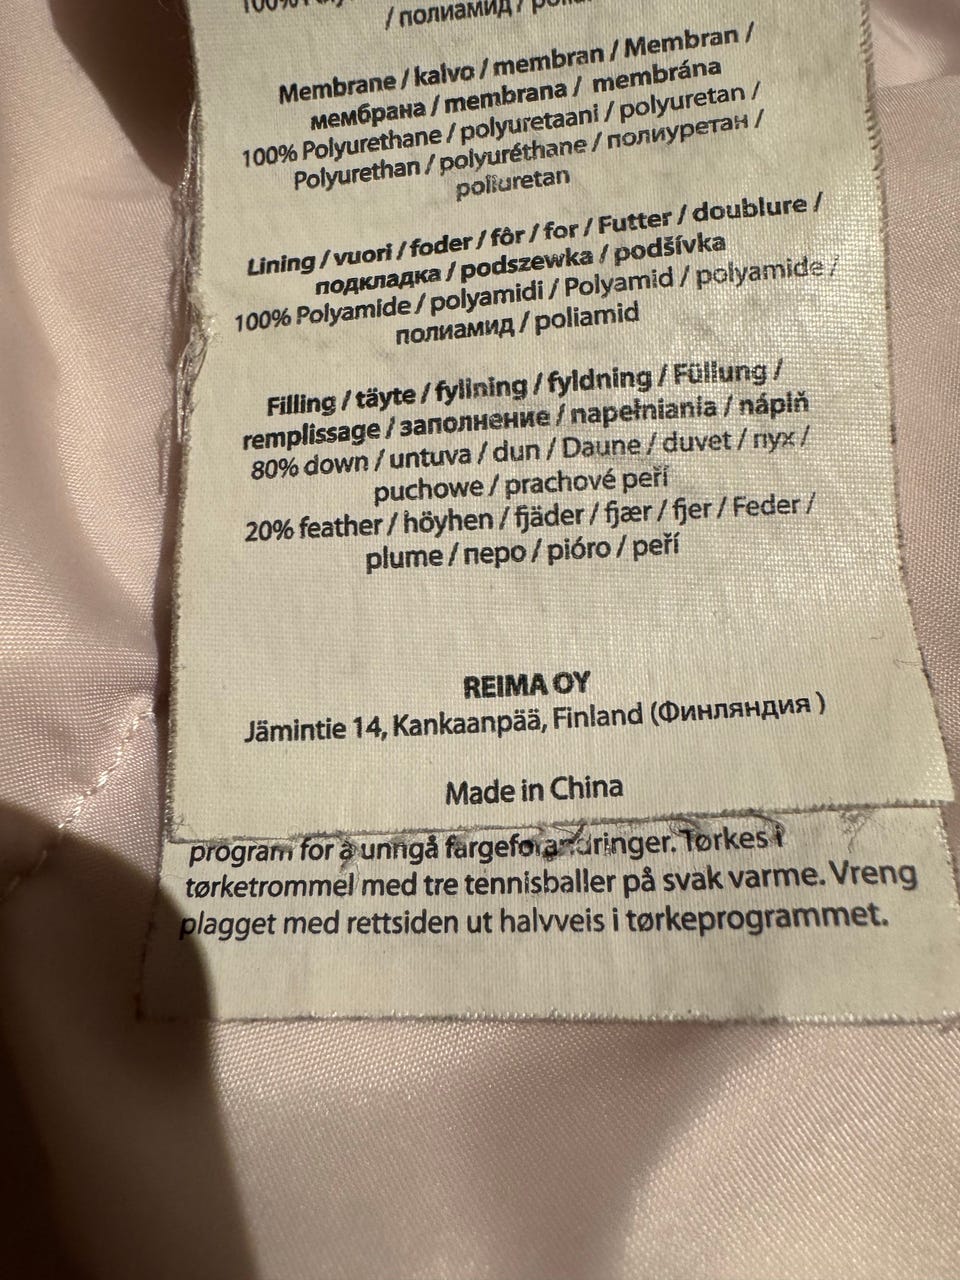 100% Poly
/ полиамид /
Membrane / kalvo / membran / Membran /
мембрана / membrana / membrána
100% Polyurethane / polyuretaani / polyuretan /
Polyurethan / polyuréthane / полиуретан /
poliuretan
Lining / vuori / foder / fôr / for / Futter / doublure /
подкладка / podszewka / podšívka
100% Polyamide / polyamidi / Polyamid / polyamide /
полиамид / poliamid
Filling / täyte / fyllning / fyldning / Füllung /
remplissage / заполнение / napełniania / náplň
80% down / untuva / dun / Daune / duvet / пух /
puchowe / prachové peří
20% feather / höyhen / fjäder / fjær / fjer / Feder /
plume / перо / pióro / peří
REIMA OY
Jämintie 14, Kankaanpää, Finland (Финляндия )
Made in China
program for å unngå fargeforandringer. Tørkes i
tørketrommel med tre tennisballer på svak varme. Vreng
plagget med rettsiden ut halvveis i tørkeprogrammet.